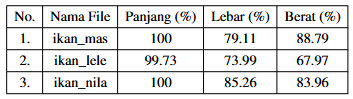 No. Nama File Panjang (%) Lebar (%) Berat (%)
1. ikan_mas 100 79.11 88.79
2. ikan_lele 99.73 73.99 67.97
3. ikan_nila 100 85.26 83.96